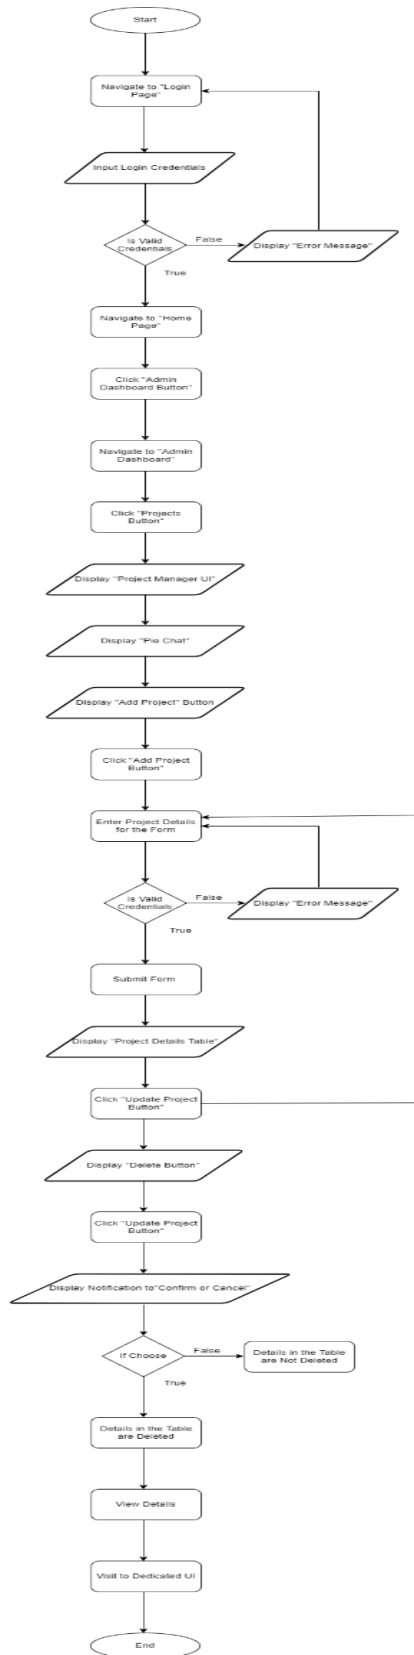 Start
Navigate to "Login
Page"
Input Login Credentials
Is Valid
Credentials
False
Display "Error Message"
True
Navigate to "Home
Page"
Click "Admin
Dashboard Button"
Navigate to "Admin
Dashboard"
Click "Projects
Button"
Display "Project Manager UI"
Display "Pie Chat"
Display "Add Project" Button
Click "Add Project
Button"
Enter Project Details
for the Form
Is Valid
Credentials
False
Display "Error Message"
True
Submit Form
Display "Project Details Table"
Click "Update Project
Button"
Display "Delete Button"
Click "Update Project
Button"
Display Notification to"Confirm or Cancel"
If Choose
False
Details in the Table
are Not Deleted
True
Details in the Table
are Deleted
View Details
Visit to Dedicated UI
End